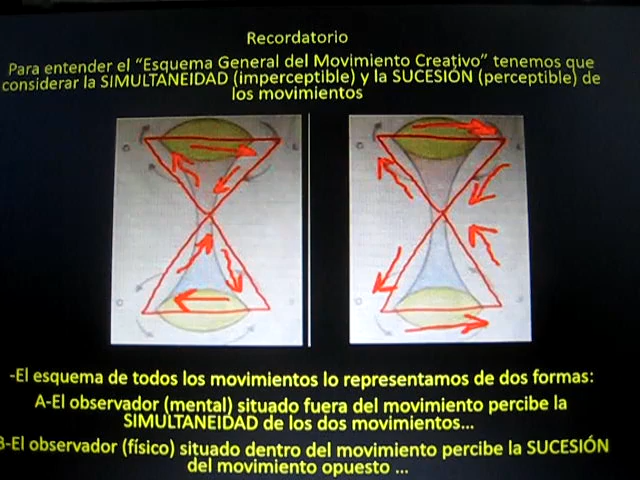 Recordatorio
Para entender el "Esquema General del Movimiento Creativo" tenemos que
considerar la SIMULTANEIDAD (imperceptible) y la SUCESIÓN (perceptible) de
los movimientos
-El esquema de todos los movimientos lo representamos de dos formas:
A-El observador (mental) situado fuera del movimiento percibe la
SIMULTANEIDAD de los dos movimientos...
B-El observador (físico) situado dentro del movimiento percibe la SUCESIÓN
del movimiento opuesto ...